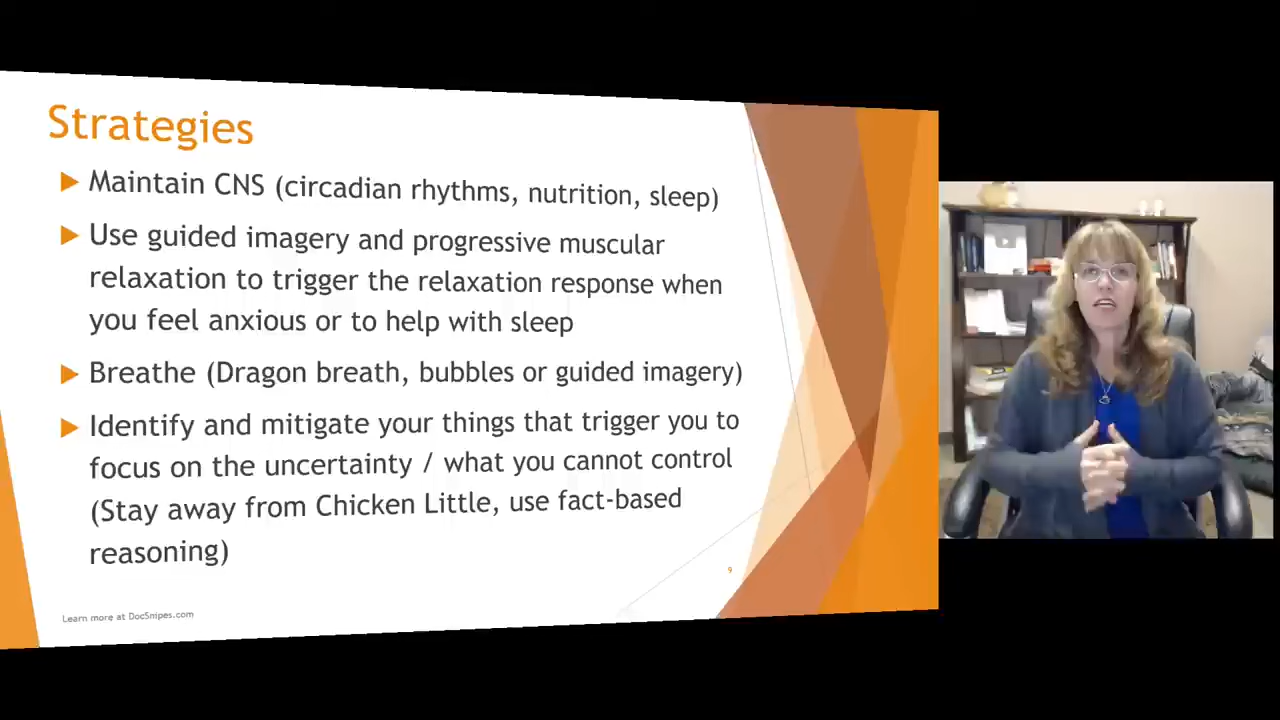 Strategies
Maintain CNS (circadian rhythms, nutrition, sleep)
Use guided imagery and progressive muscular
relaxation to trigger the relaxation response when
you feel anxious or to help with sleep
Breathe (Dragon breath, bubbles or guided imagery)
Identify and mitigate your things that trigger you to
focus on the uncertainty / what you cannot control
(Stay away from Chicken Little, use fact-based
reasoning)
9
Learn more at DocSnipes.com